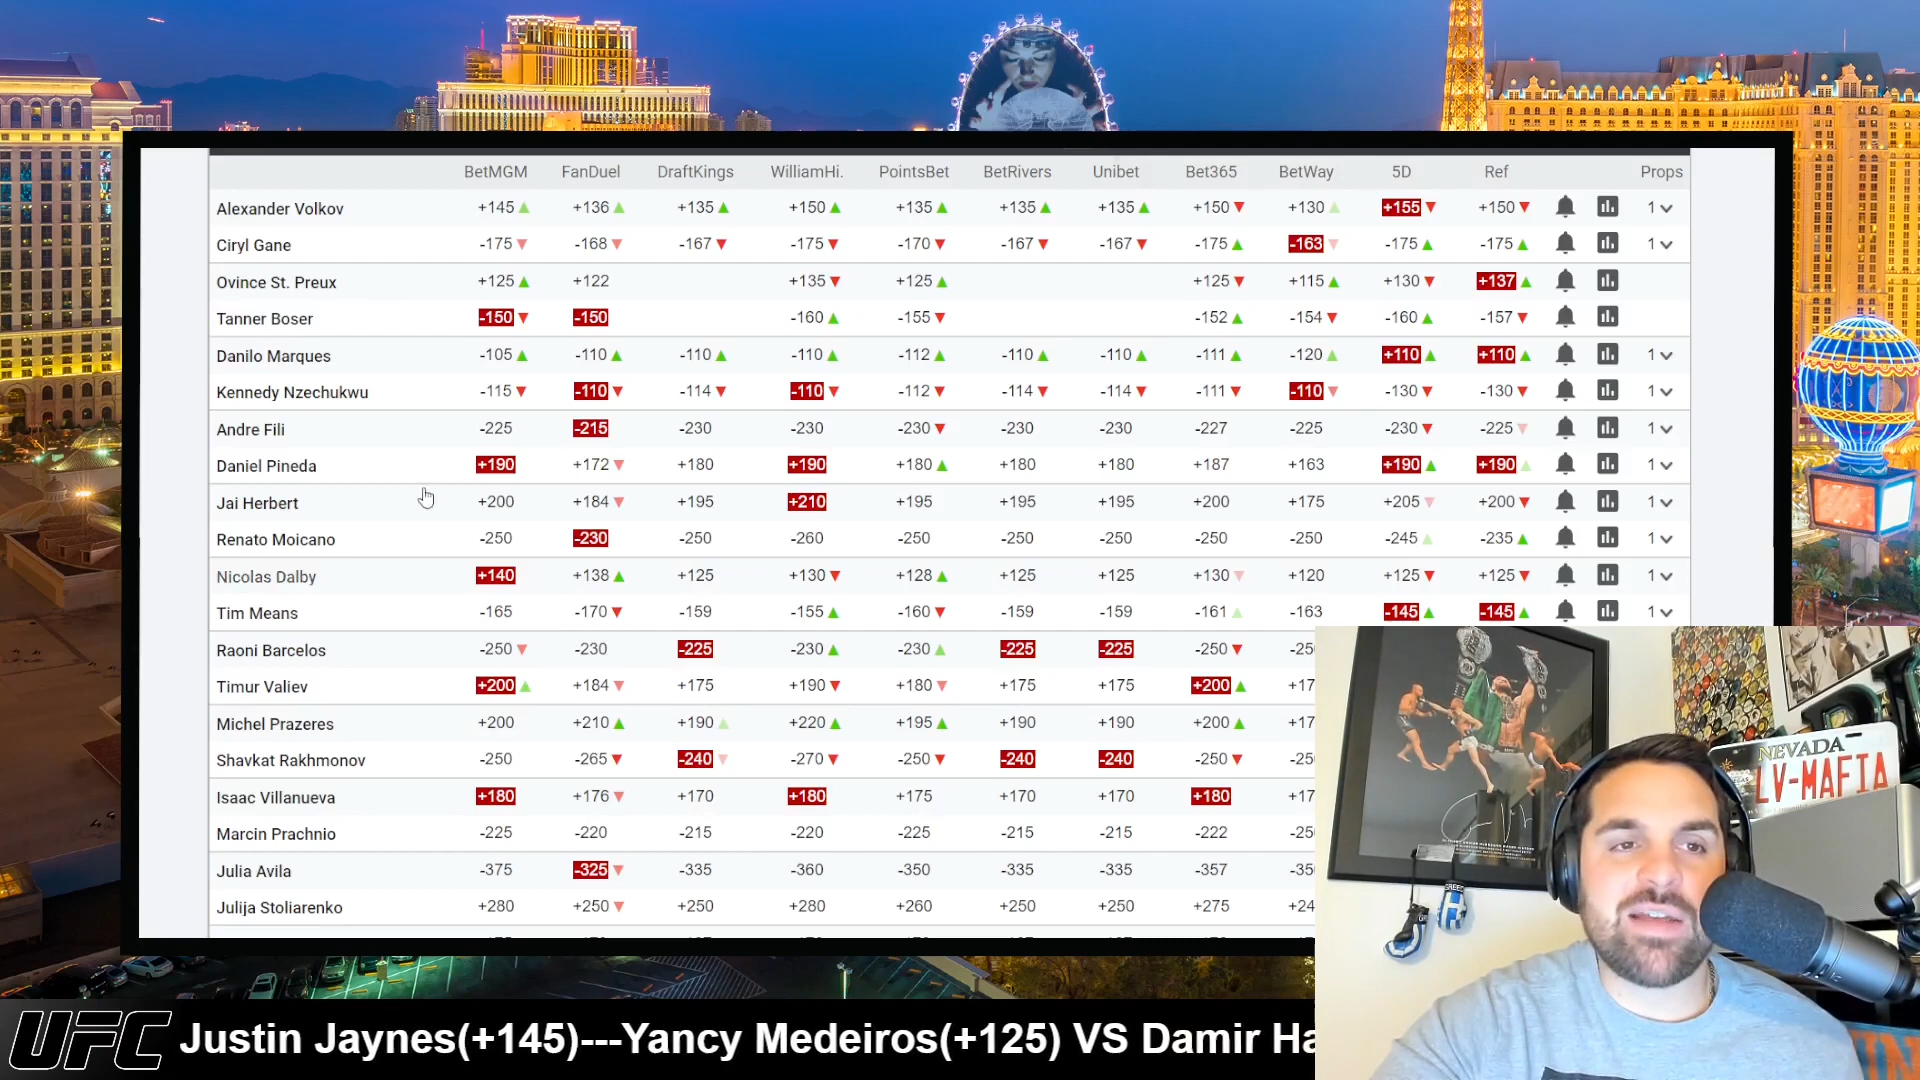 BetMGM FanDuel DraftKings WilliamHi. PointsBet BetRivers Unibet Bet365 BetWay 5D Ref Props
Alexander Volkov +145 +136 +135 +150 +135 +135 +135 +150 +130 +155 +150 1
Ciryl Gane -175 -168 -167 -175 -170 -167 -167 -175 -163 -175 -175 1
Ovince St. Preux +125 +122 +135 +125 +125 +115 +130 +137
Tanner Boser -150 -150 -160 -155 -152 -154 -160 -157
Danilo Marques -105 -110 -110 -110 -112 -110 -110 -111 -120 +110 +110 1
Kennedy Nzechukwu -115 -110 -114 -110 -112 -114 -114 -111 -110 -130 -130 1
Andre Fili -225 -215 -230 -230 -230 -230 -230 -227 -225 -230 -225 1
Daniel Pineda +190 +172 +180 +190 +180 +180 +180 +187 +163 +190 +190 1
Jai Herbert +200 +184 +195 +210 +195 +195 +195 +200 +175 +205 +200 1
Renato Moicano -250 -230 -250 -260 -250 -250 -250 -250 -250 -245 -235 1
Nicolas Dalby +140 +138 +125 +130 +128 +125 +125 +130 +120 +125 +125 1
Tim Means -165 -170 -159 -155 -160 -159 -159 -161 -163 -145 -145 1
Raoni Barcelos -250 -230 -225 -230 -230 -225 -225 -250 -25
Timur Valiev +200 +184 +175 +190 +180 +175 +175 +200 +17
Michel Prazeres +200 +210 +190 +220 +195 +190 +190 +200 +17
Shavkat Rakhmonov -250 -265 -240 -270 -250 -240 -240 -250 -25
Isaac Villanueva +180 +176 +170 +180 +175 +170 +170 +180 +17
Marcin Prachnio -225 -220 -215 -220 -225 -215 -215 -222 -25
Julia Avila -375 -325 -335 -360 -350 -335 -335 -357 -35
Julija Stoliarenko +280 +250 +250 +280 +260 +250 +250 +275 +24
NEVADA
LV-MAFIA
UFC Justin Jaynes(+145)---Yancy Medeiros(+125) VS Damir Ha